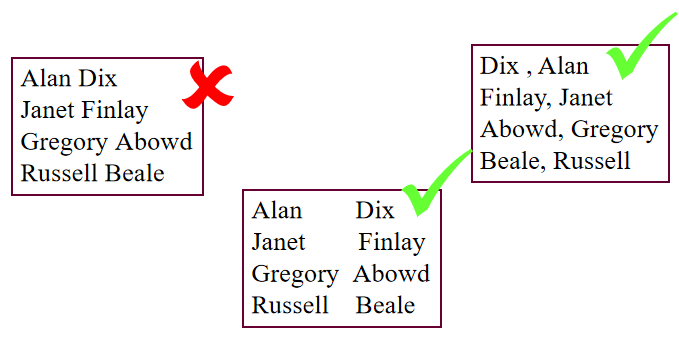 Alan Dix
Janet Finlay
Gregory Abowd
Russell Beale
Alan Dix
Janet Finlay
Gregory Abowd
Russell Beale
Dix , Alan
Finlay, Janet
Abowd, Gregory
Beale, Russell